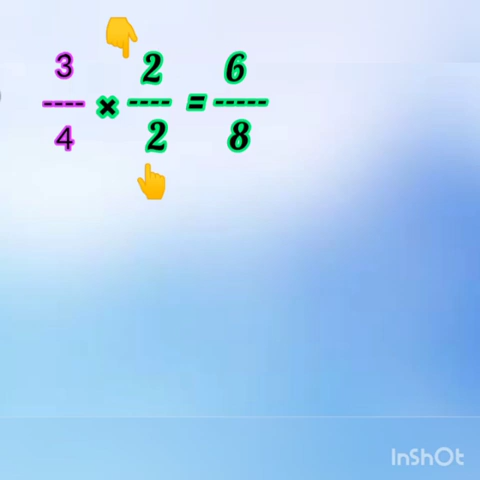 3 2 6
---- × ---- = -----
4 2 8
InShOt